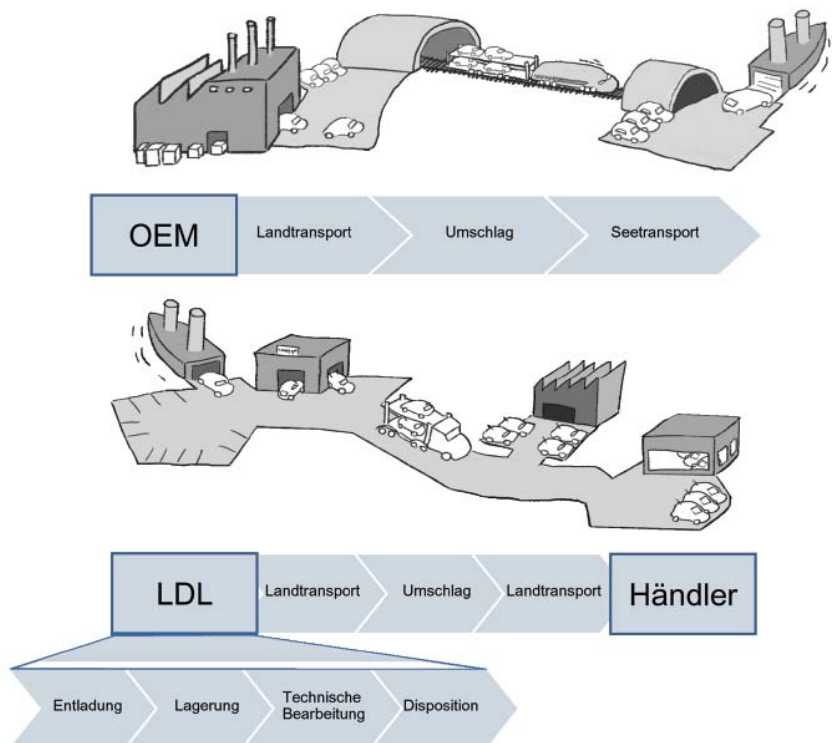 OEM
Landtransport
Umschlag
Seetransport
LDL
Landtransport
Umschlag
Landtransport
Händler
Entladung
Lagerung
Technische
Bearbeitung
Disposition